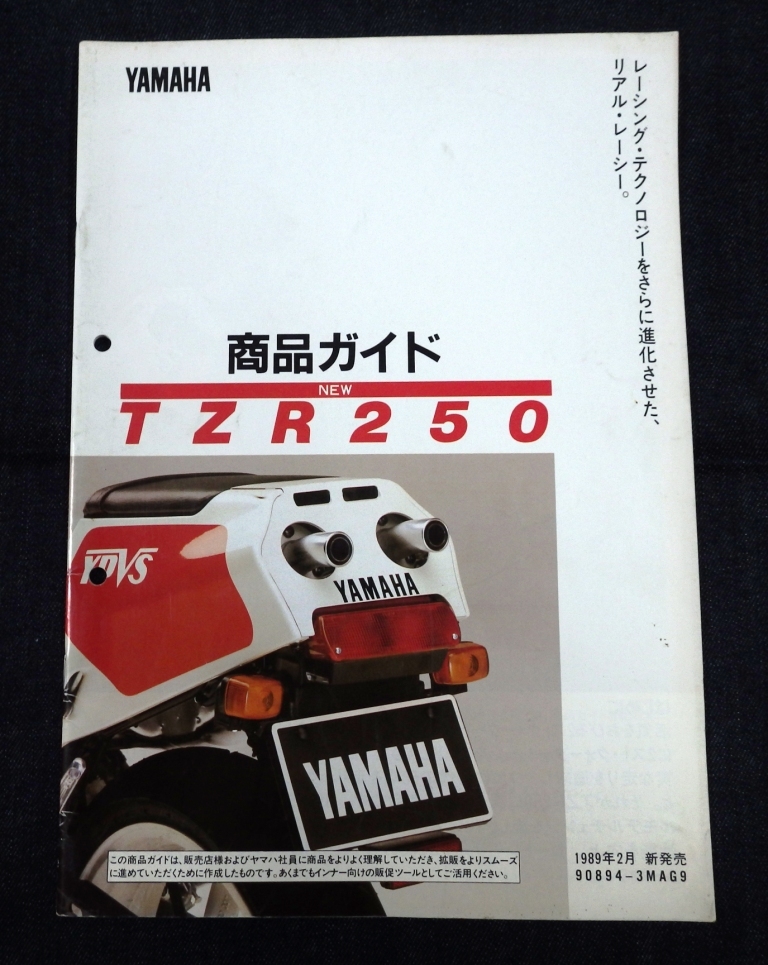 YAMAHA
レーシング・テクノロジーをさらに進化させた、
リアル・レーシー。
商品ガイド
NEW
TZR250
YDVS
YAMAHA
YAMAHA
この商品ガイドは、販売店様およびヤマハ社員に商品をよりよく理解していただき、拡販をよりスムーズ
に進めていただくために作成したものです。あくまでもインナー向けの販促ツールとしてご活用ください。
1989年2月 新発売
90894-3MAG9